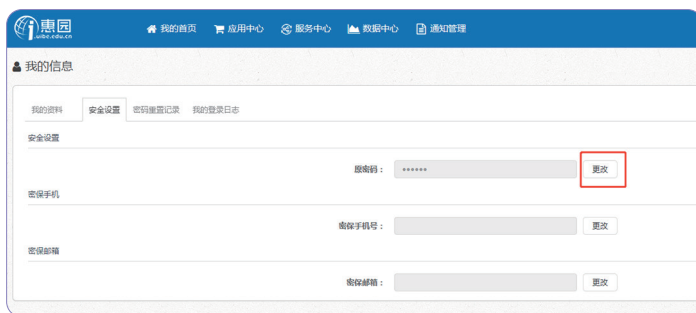 i惠园
i.uibe.edu.cn
我的首页 应用中心 服务中心 数据中心 通知管理
我的信息
我的资料 安全设置 密码重置记录 我的登录日志
安全设置
原密码： ****** 更改
密保手机
密保手机号： 更改
密保邮箱
密保邮箱： 更改